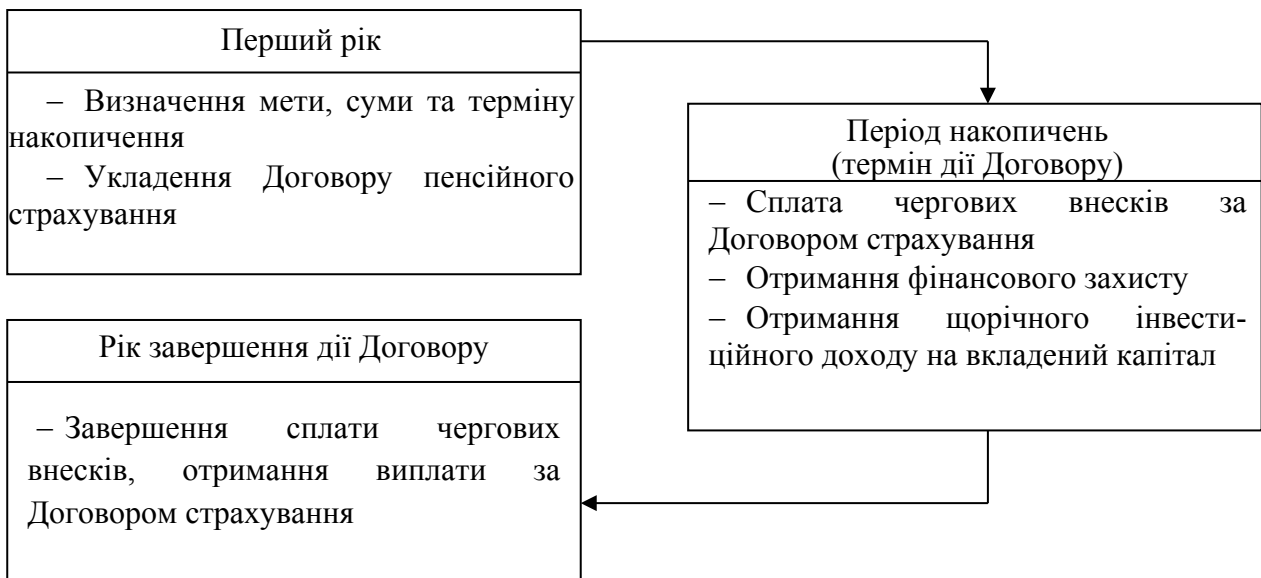 Перший рік
– Визначення мети, суми та терміну
накопичення
– Укладення Договору пенсійного
страхування
Період накопичень
(термін дії Договору)
– Сплата чергових внесків за
Договором страхування
– Отримання фінансового захисту
– Отримання щорічного інвести-
ційного доходу на вкладений капітал
Рік завершення дії Договору
– Завершення сплати чергових
внесків, отримання виплати за
Договором страхування